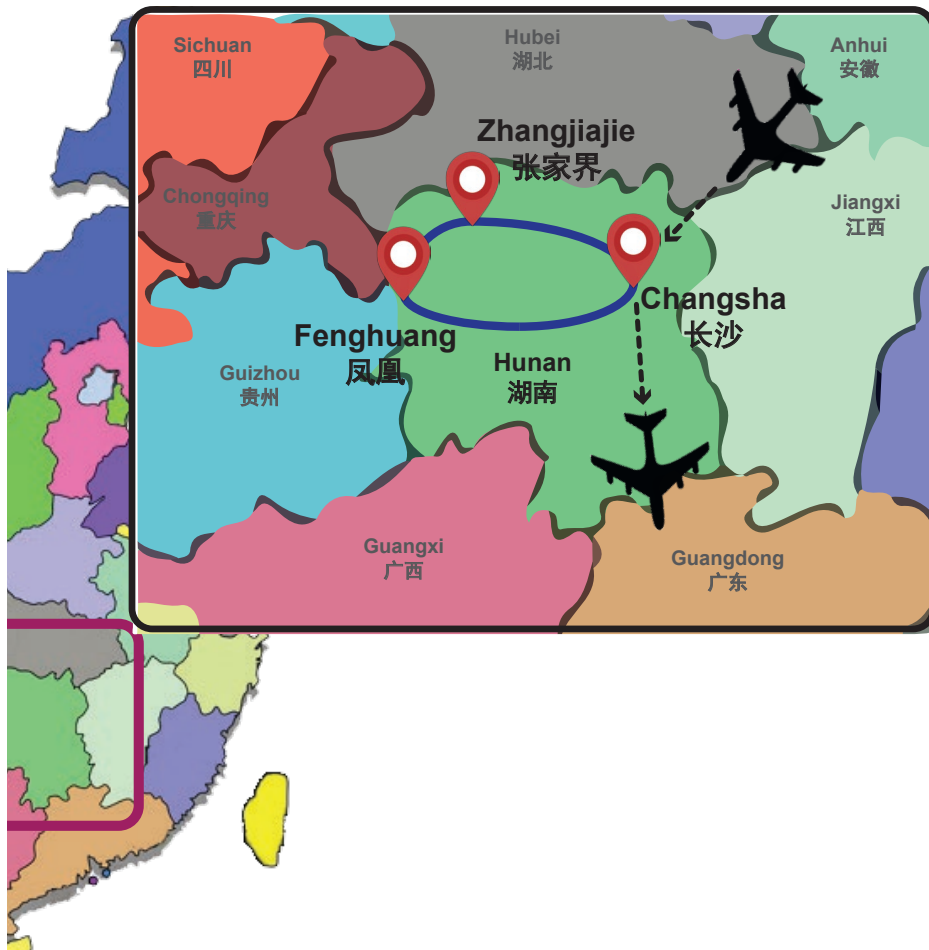 Sichuan
四川
Hubei
湖北
Anhui
安徽
Zhangjiajie
张家界
Chongqing
重庆
Jiangxi
江西
Changsha
长沙
Fenghuang
凤凰
Hunan
湖南
Guizhou
贵州
Guangxi
广西
Guangdong
广东